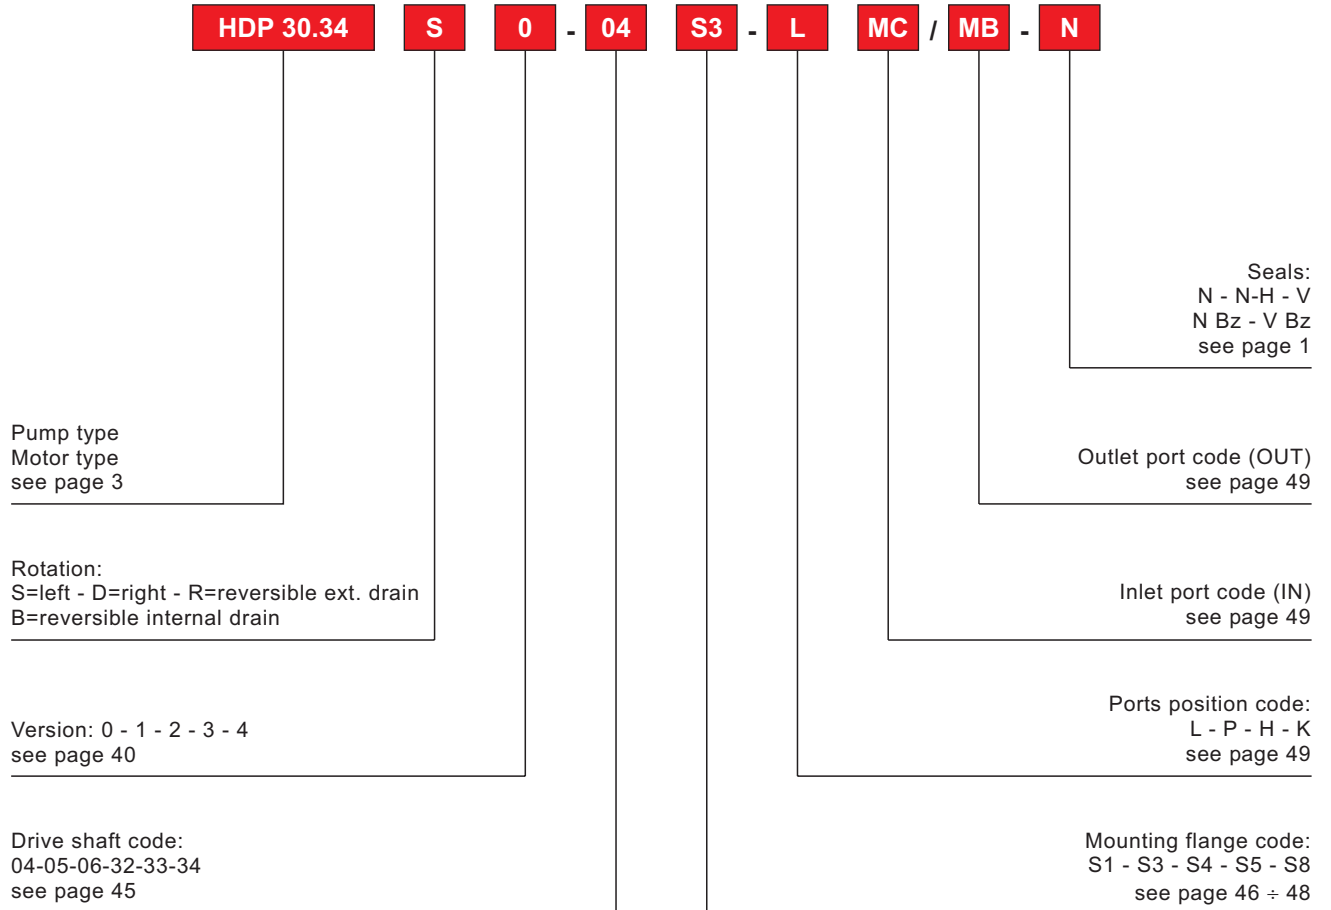 HDP 30.34 S 0 - 04 S3 - L MC / MB - N
Seals:
N - N-H - V
N Bz - V Bz
see page 1
Pump type
Motor type
see page 3
Outlet port code (OUT)
see page 49
Rotation:
S=left - D=right - R=reversible ext. drain
B=reversible internal drain
Inlet port code (IN)
see page 49
Version: 0 - 1 - 2 - 3 - 4
see page 40
Ports position code:
L - P - H - K
see page 49
Drive shaft code:
04-05-06-32-33-34
see page 45
Mounting flange code:
S1 - S3 - S4 - S5 - S8
see page 46 ÷ 48